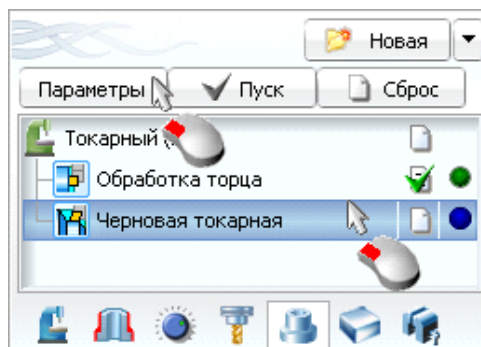 Новая
Параметры Пуск Сброс
Токарный (
Обработка торца
Черновая токарная